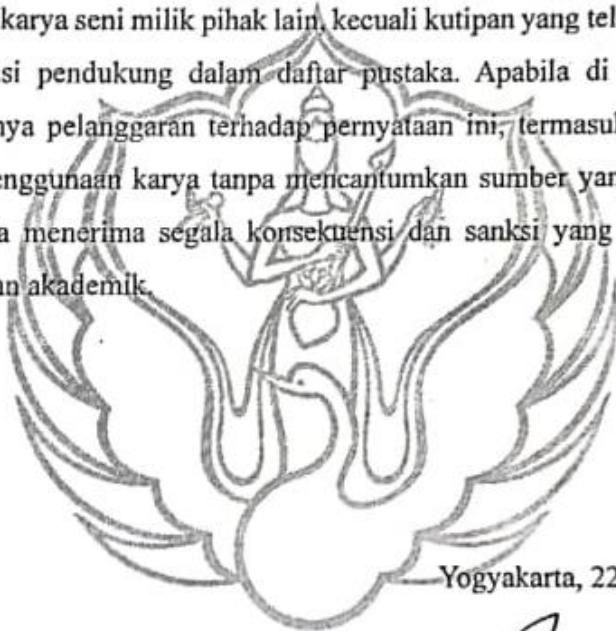 karya seni milik pihak lain, kecuali kutipan yang tel
si pendukung dalam daftar pustaka. Apabila di
nya pelanggaran terhadap pernyataan ini, termasul
enggunaan karya tanpa mencantumkan sumber yan
a menerima segala konsekuensi dan sanksi yang
an akademik.
Yogyakarta, 22